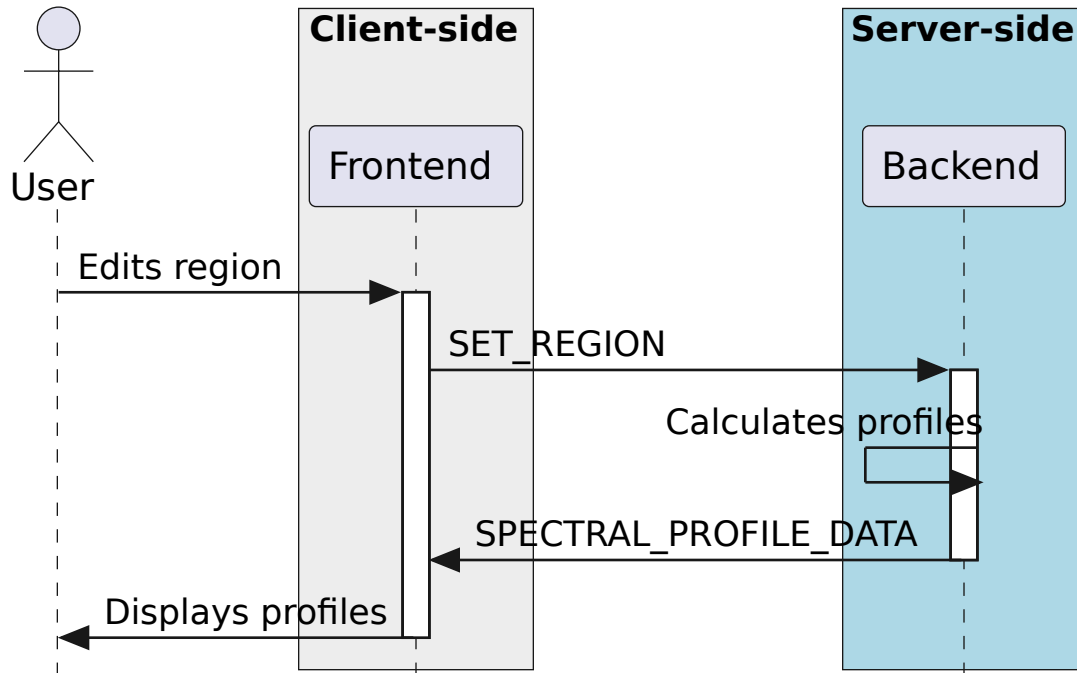 Client-side
Server-side
Frontend
Backend
User
Edits region
SET_REGION
Calculates profiles
SPECTRAL_PROFILE_DATA
Displays profiles